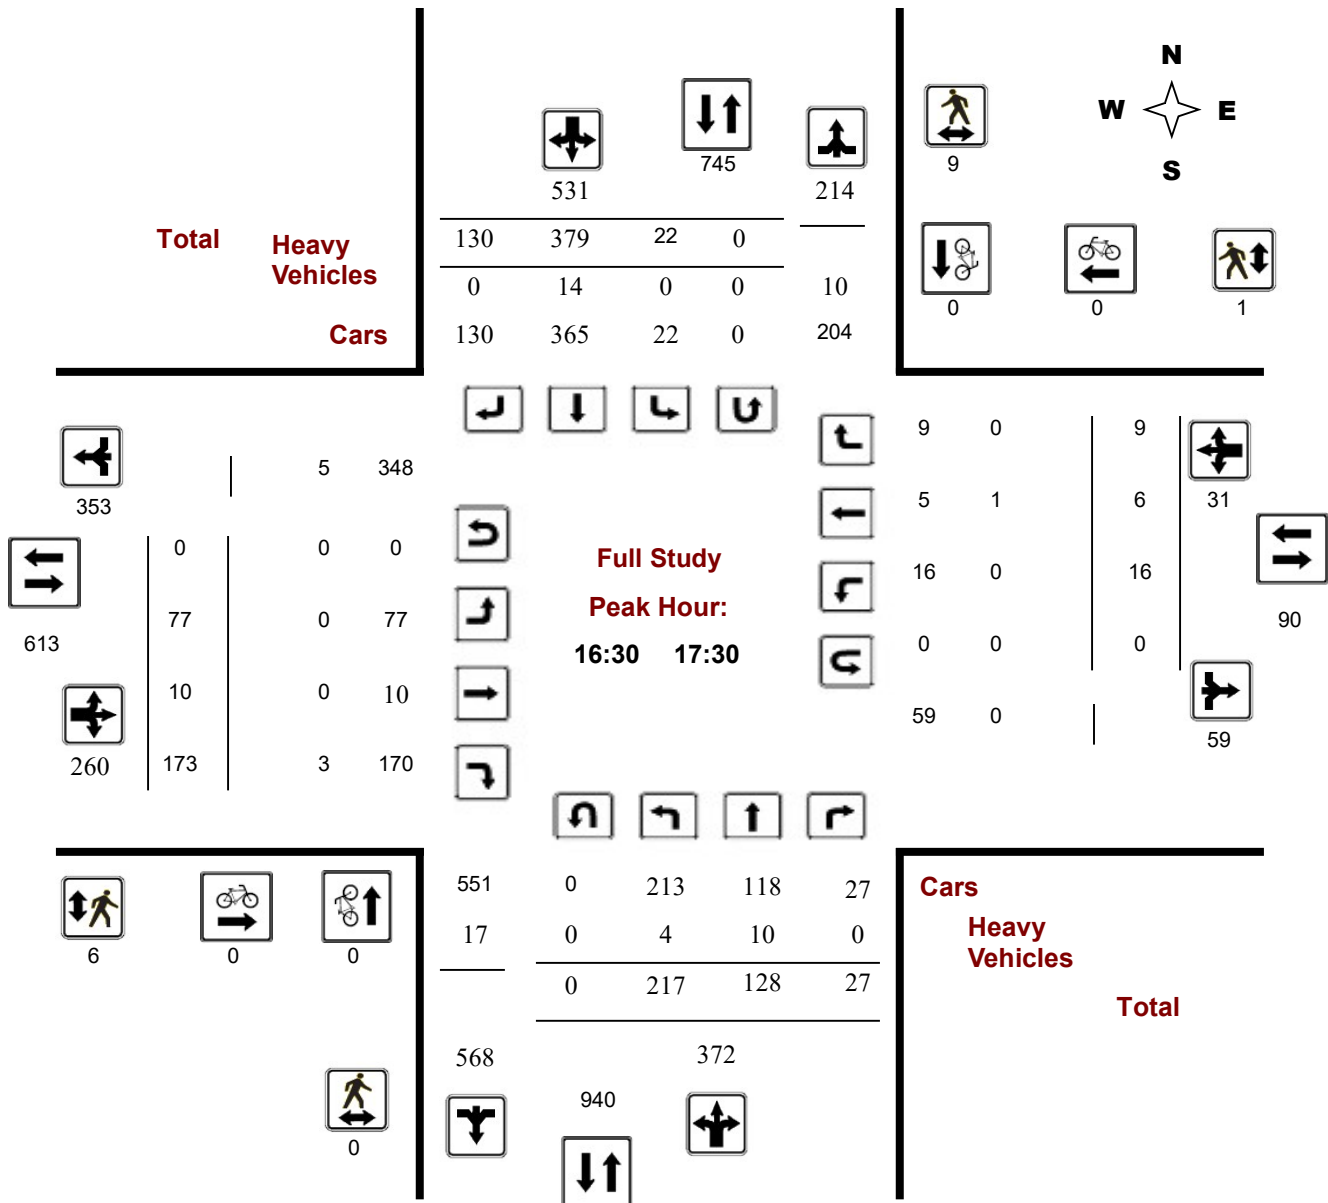 N
W E
S
745
9
531 214
Total Heavy
Vehicles
130 379 22 0
0 14 0 0 10
Cars 130 365 22 0 204
0 0 1
9 0 9
5 348
353
5 1 6 31
0 0 0
Full Study
16 0 16
77 0 77
Peak Hour:
613
90
16:30 17:30
0 0 0
10 0 10
59 0
59
260 173 3 170
551 0 213 118 27
Cars
17 0 4 10 0
Heavy
Vehicles
6 0 0
0 217 128 27
Total
568 372
940
0